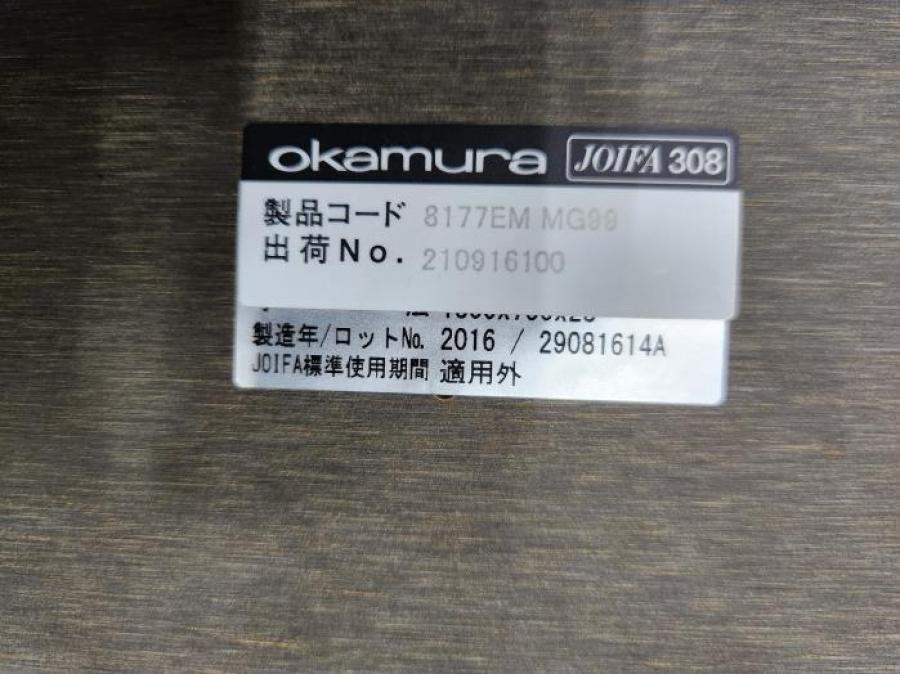 okamura JOIFA 308
製品コード 8177EM MG99
出荷No. 210916100
製造年/ロット№ 2016 / 29081614A
JOIFA標準使用期間 適用外